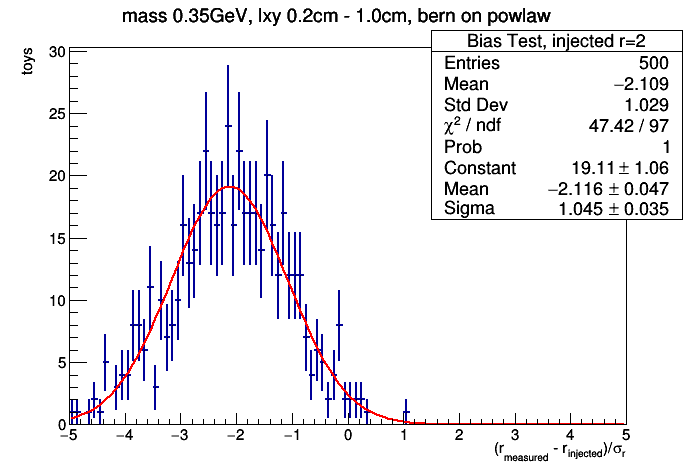 mass 0.35GeV, lxy 0.2cm - 1.0cm, bern on powlaw
toys
Bias Test, injected r=2
Entries 500
Mean −2.109
Std Dev 1.029
χ² / ndf 47.42 / 97
Prob 1
Constant 19.11 ± 1.06
Mean −2.116 ± 0.047
Sigma 1.045 ± 0.035
30
25
20
15
10
5
0
−5 −4 −3 −2 −1 0 1 2 3 4 5
(r_measured - r_injected)/σ_r